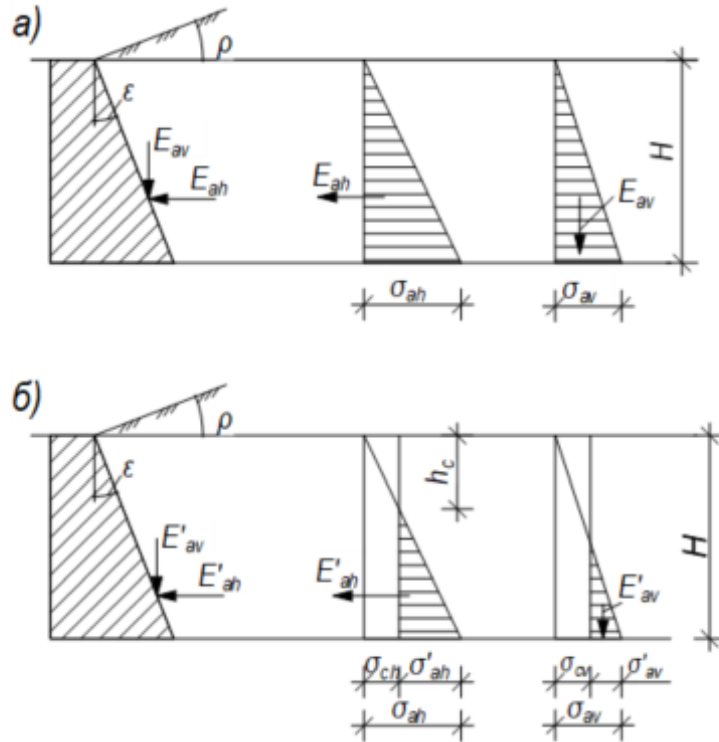 а)
ρ
ε
E_av
E_ah
E_ah
E_av
H
σ_ah
σ_av
б)
ρ
ε
h_c
H
E'_av
E'_ah
E'_ah
E'_av
σ_ch σ'_ah
σ_cv σ'_av
σ_ah
σ_av